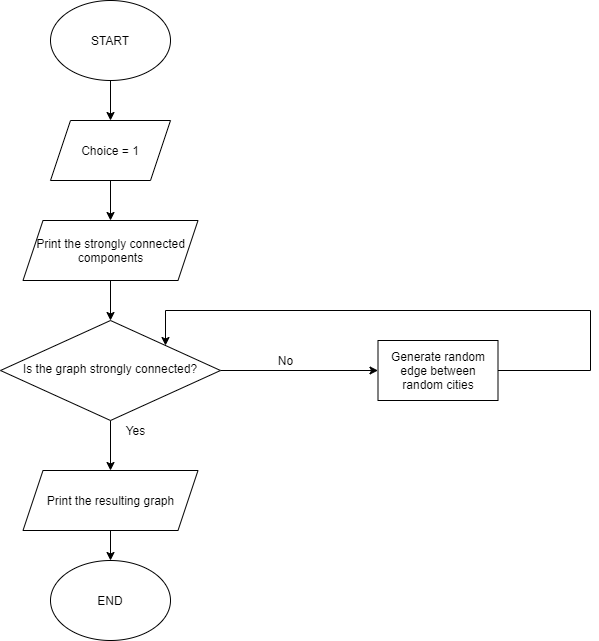 START
Choice = 1
Print the strongly connected
components
Is the graph strongly connected?
No
Generate random
edge between
random cities
Yes
Print the resulting graph
END